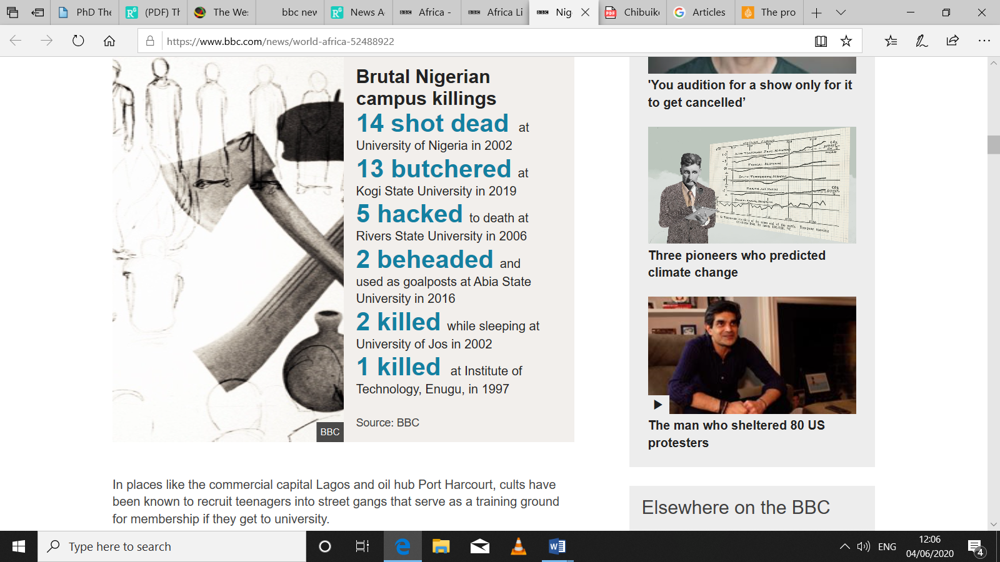 PhD The
(PDF) Th
The Wes
bbc new
News A
Africa -
Africa Li
Nig
Chibuike
Articles
The pro
https://www.bbc.com/news/world-africa-52488922
Brutal Nigerian
campus killings
14 shot dead at
University of Nigeria in 2002
13 butchered at
Kogi State University in 2019
5 hacked to death at
Rivers State University in 2006
2 beheaded and
used as goalposts at Abia State
University in 2016
2 killed while sleeping at
University of Jos in 2002
1 killed at Institute of
Technology, Enugu, in 1997
Source: BBC
BBC
In places like the commercial capital Lagos and oil hub Port Harcourt, cults have
been known to recruit teenagers into street gangs that serve as a training ground
for membership if they get to university.
'You audition for a show only for it
to get cancelled’
Three pioneers who predicted
climate change
The man who sheltered 80 US
protesters
Elsewhere on the BBC
Type here to search
ENG
12:06
04/06/2020
4